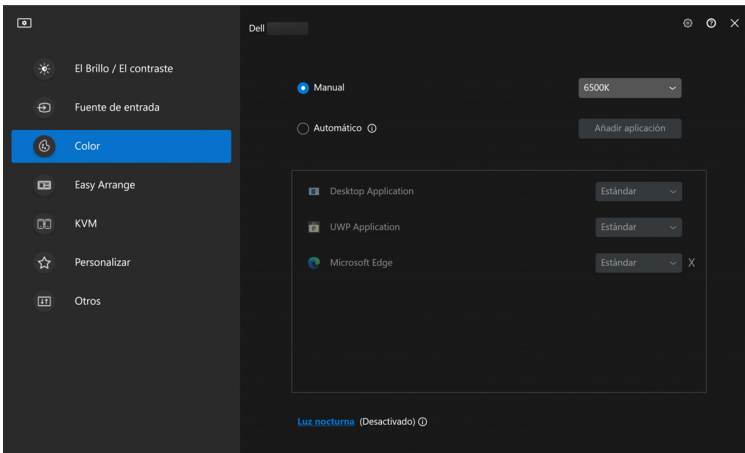 Dell
El Brillo / El contraste
Fuente de entrada
Color
Easy Arrange
KVM
Personalizar
Otros
Manual
6500K
Automático
Añadir aplicación
Desktop Application
Estándar
UWP Application
Estándar
Microsoft Edge
Estándar
X
Luz nocturna (Desactivado)